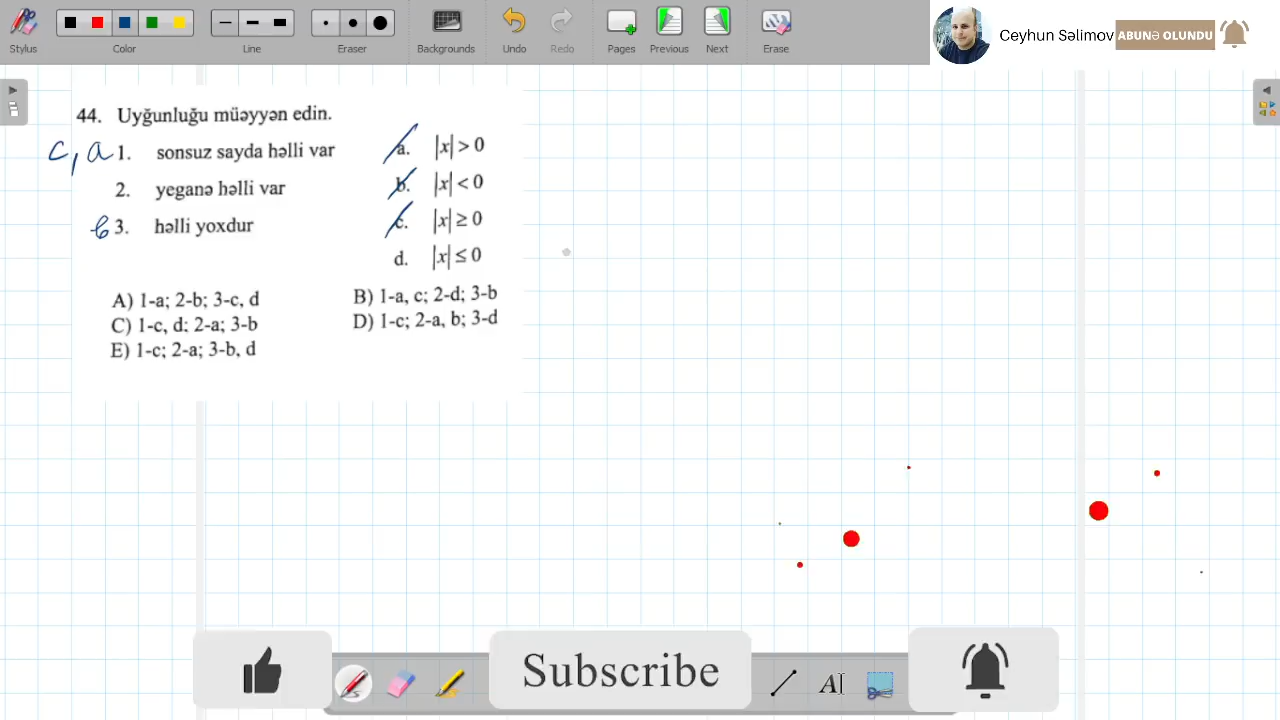 Stylus Color Line Eraser Backgrounds Undo Redo Pages Previous Next Erase
Ceyhun Səlimov ABUNƏ OLUNDU
44. Uyğunluğu müəyyən edin.
c, a 1. sonsuz sayda həlli var a. |x| > 0
2. yeganə həlli var b. |x| < 0
b 3. həlli yoxdur c. |x| ≥ 0
d. |x| ≤ 0
A) 1-a; 2-b; 3-c, d B) 1-a, c; 2-d; 3-b
C) 1-c, d; 2-a; 3-b D) 1-c; 2-a, b; 3-d
E) 1-c; 2-a; 3-b, d
Subscribe